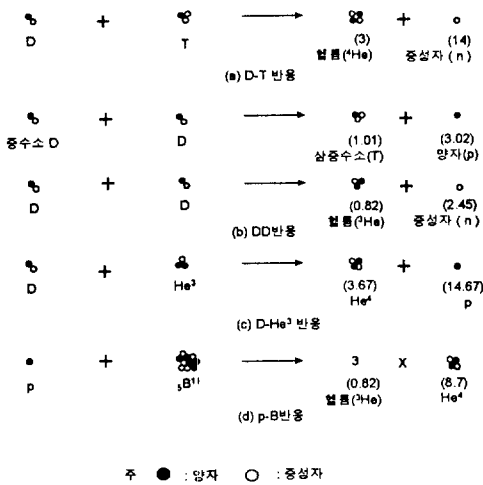 + +
D T (3) (14)
헬륨(⁴He) 중성자 (n)
(a) D-T 반응
+ +
중수소 D D (1.01) (3.02)
삼중수소(T) 양자(p)
+ +
D D (0.82) (2.45)
헬륨(³He) 중성자 (n)
(b) DD반응
+ +
D He³ (3.67) (14.67)
He⁴ p
(c) D-He³ 반응
+ 3 x
p ₅B¹¹ (0.82) (8.7)
헬륨(³He) He⁴
(d) p-B반응
주 ● : 양자 ○ : 중성자